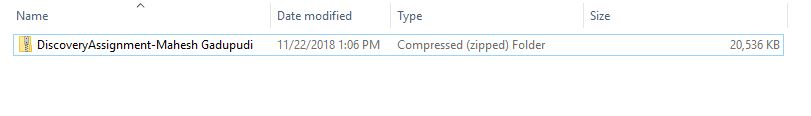 Name Date modified Type Size
DiscoveryAssignment-Mahesh Gadupudi 11/22/2018 1:06 PM Compressed (zipped) Folder 20,536 KB